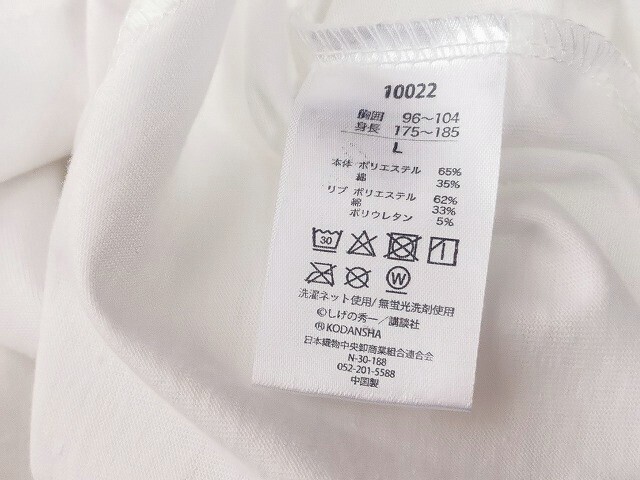 10022
胸囲 96～104
身長 175～185
L
本体 ポリエステル 65%
綿 35%
リブ ポリエステル 62%
綿 33%
ポリウレタン 5%
30
W
洗濯ネット使用/無蛍光洗剤使用
©しげの秀一／講談社
®KODANSHA
日本織物中央卸商業組合連合会
N-30-188
052-201-5588
中国製